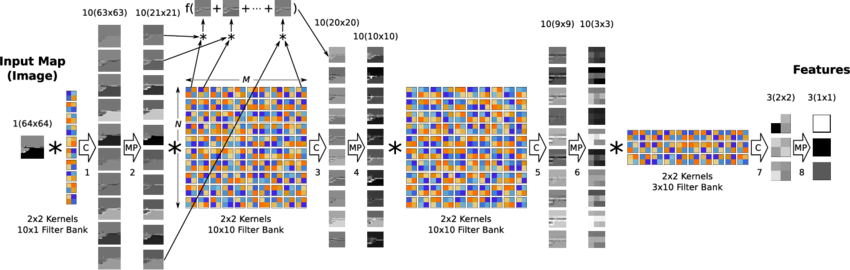 10(63x63)
10(21x21)
f( + + ... + )
10(20x20)
10(10x10)
10(9x9)
10(3x3)
Input Map
(Image)
Features
1(64x64)
3(2x2)
3(1x1)
M
N
* * *
* C MP * C MP * C MP * C MP
1 2 3 4 5 6 7 8
2x2 Kernels
10x1 Filter Bank
2x2 Kernels
10x10 Filter Bank
2x2 Kernels
10x10 Filter Bank
2x2 Kernels
3x10 Filter Bank